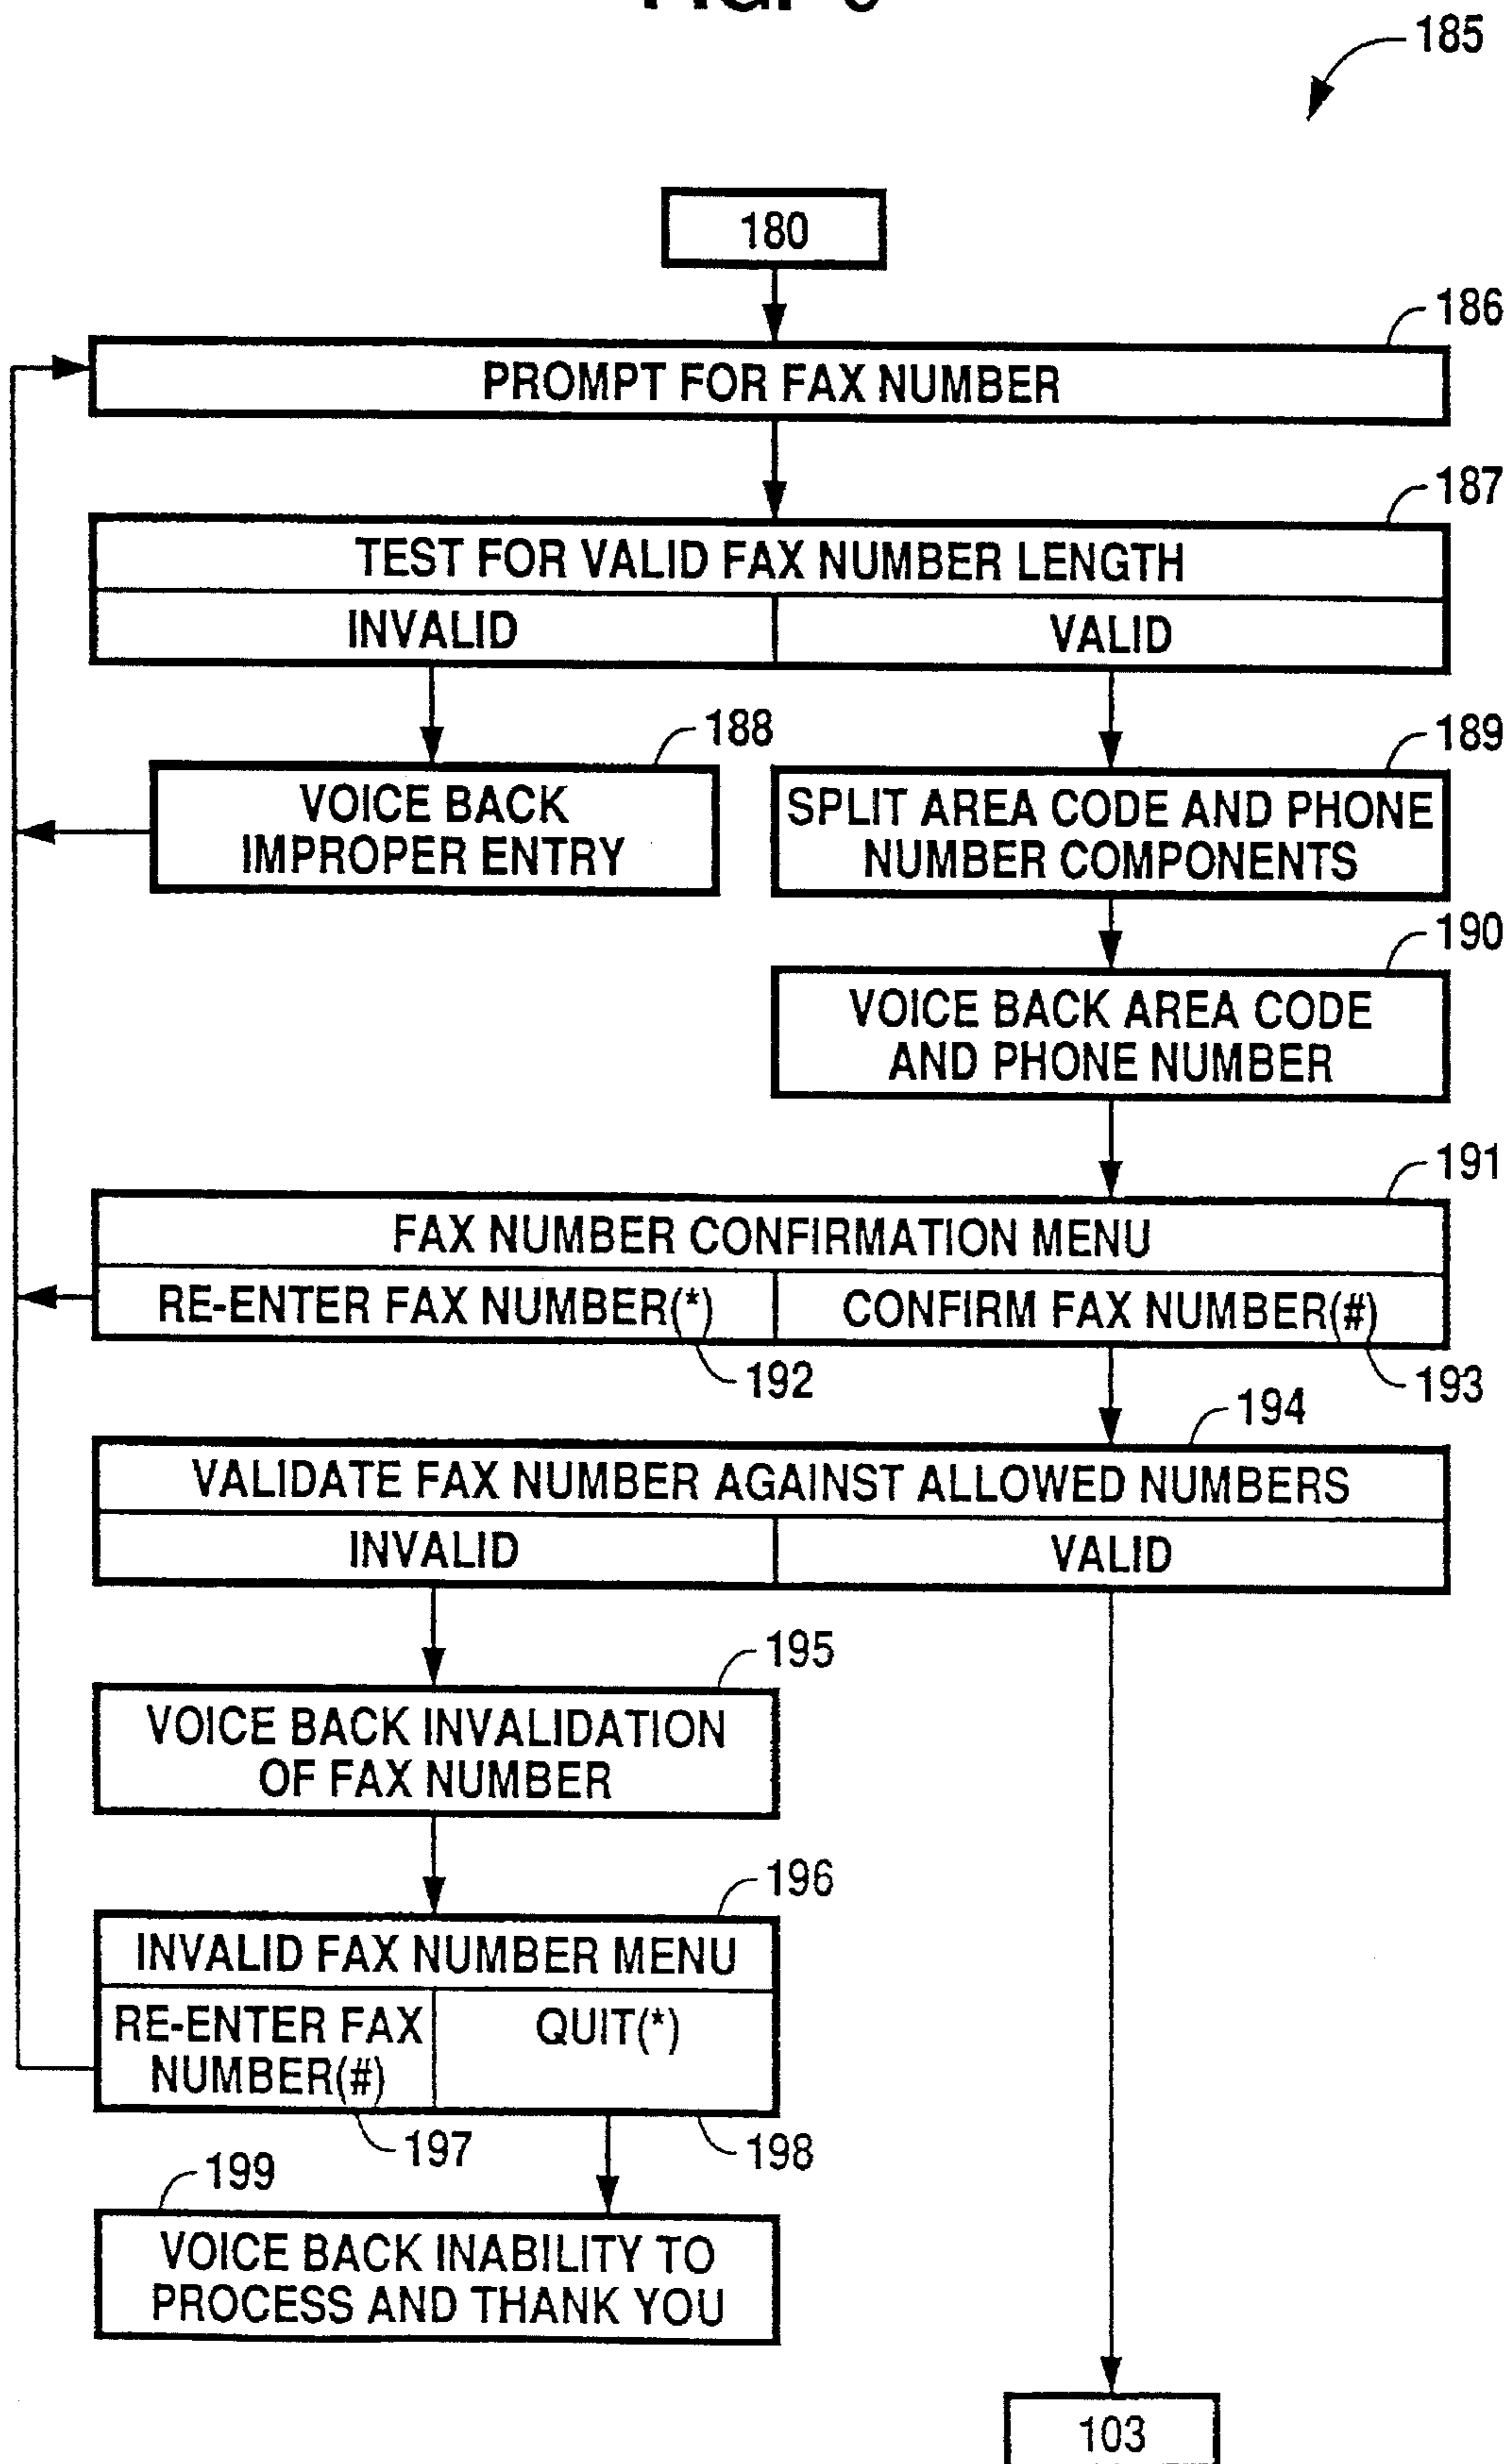 185
180
186
PROMPT FOR FAX NUMBER
187
TEST FOR VALID FAX NUMBER LENGTH
INVALID
VALID
188
189
VOICE BACK
IMPROPER ENTRY
SPLIT AREA CODE AND PHONE
NUMBER COMPONENTS
190
VOICE BACK AREA CODE
AND PHONE NUMBER
191
FAX NUMBER CONFIRMATION MENU
RE-ENTER FAX NUMBER(*)
CONFIRM FAX NUMBER(#)
192
193
194
VALIDATE FAX NUMBER AGAINST ALLOWED NUMBERS
INVALID
VALID
195
VOICE BACK INVALIDATION
OF FAX NUMBER
196
INVALID FAX NUMBER MENU
RE-ENTER FAX
NUMBER(#)
QUIT(*)
197
198
199
VOICE BACK INABILITY TO
PROCESS AND THANK YOU
103